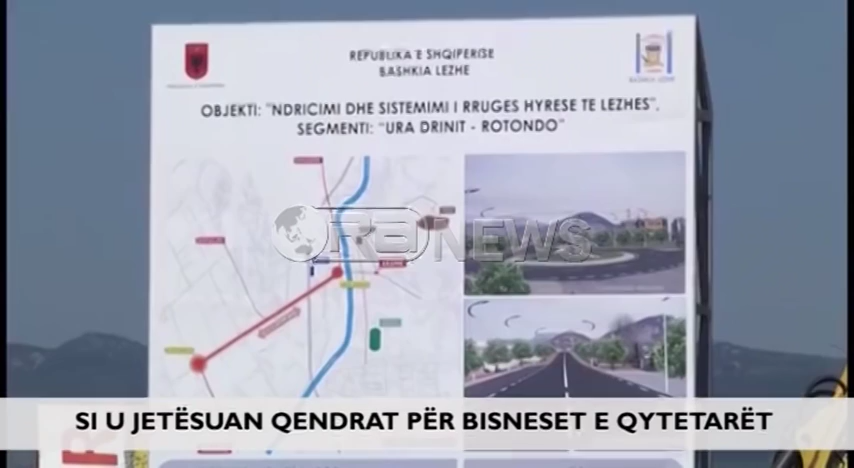 REPUBLIKA E SHQIPERISE
BASHKIA LEZHE
OBJEKTI: "NDRICIMI DHE SISTEMIMI I RRUGES HYRESE TE LEZHES",
SEGMENTI: "URA DRINIT - ROTONDO"
ORA NEWS
SI U JETËSUAN QENDRAT PËR BISNESET E QYTETARËT